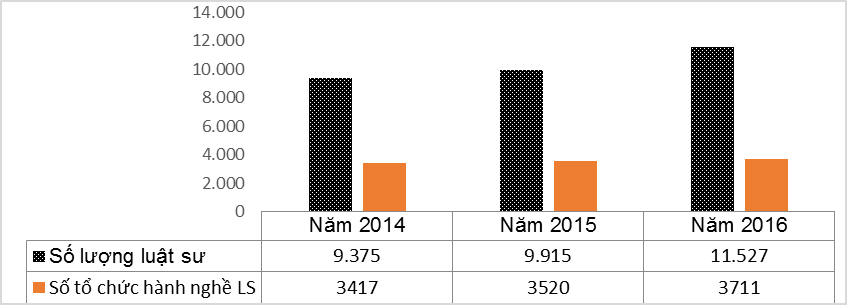 14.000
12.000
10.000
8.000
6.000
4.000
2.000
0
Năm 2014 Năm 2015 Năm 2016
Số lượng luật sư 9.375 9.915 11.527
Số tổ chức hành nghề LS 3417 3520 3711